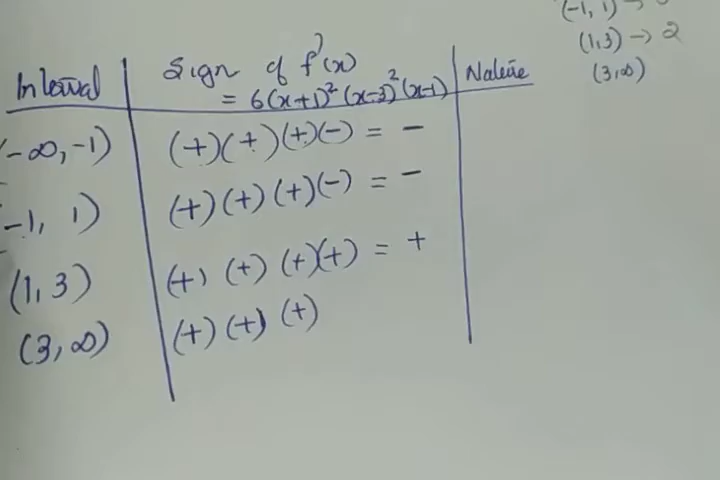 (-1, 1) →
(1,3) → 2
(3,∞)
Interval | Sign of f'(x) | Nature
= 6(x+1)² (x-3)² (x-1)
(-∞, -1) | (+)(+)(+)(-) = -
-1, 1) | (+) (+) (+)(-) = -
(1, 3) | (+) (+) (+)(+) = +
(3, ∞) | (+) (+) (+)